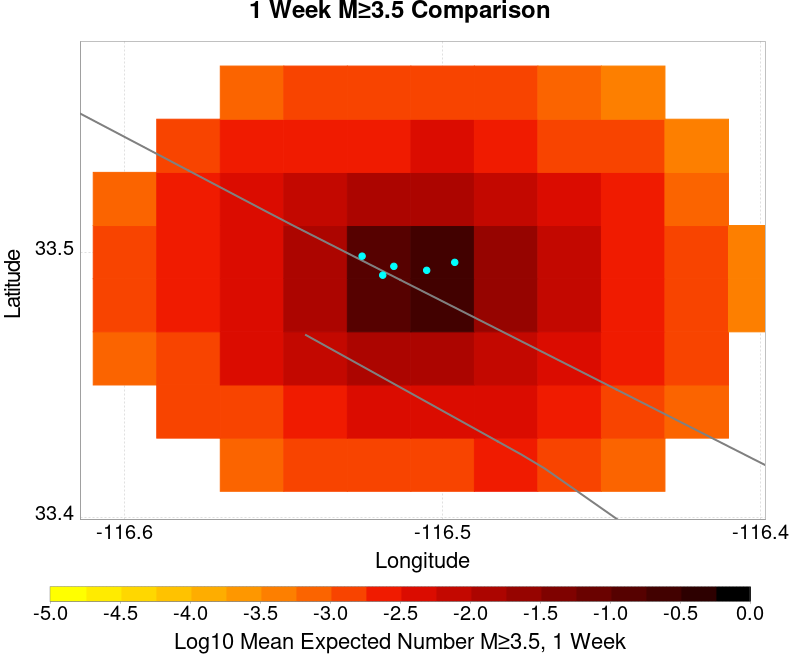 1 Week M≥3.5 Comparison
Latitude
33.5
33.4
-116.6 -116.5 -116.4
Longitude
-5.0 -4.5 -4.0 -3.5 -3.0 -2.5 -2.0 -1.5 -1.0 -0.5 0.0
Log10 Mean Expected Number M≥3.5, 1 Week